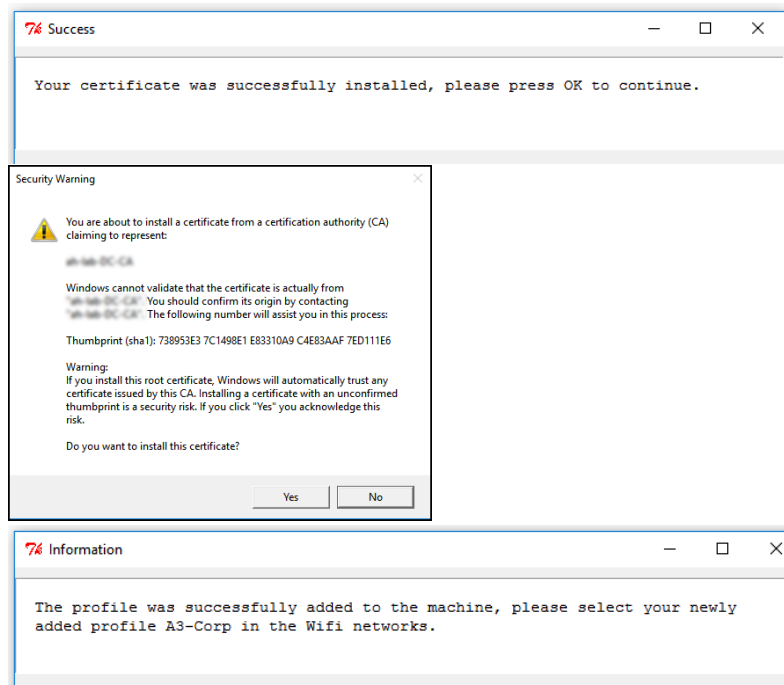 Success
Your certificate was successfully installed, please press OK to continue.
Security Warning
You are about to install a certificate from a certification authority (CA)
claiming to represent:
Windows cannot validate that the certificate is actually from
You should confirm its origin by contacting
The following number will assist you in this process:
Thumbprint (sha1): 738953E3 7C1498E1 E83310A9 C4E83AAF 7ED111E6
Warning:
If you install this root certificate, Windows will automatically trust any
certificate issued by this CA. Installing a certificate with an unconfirmed
thumbprint is a security risk. If you click "Yes" you acknowledge this
risk.
Do you want to install this certificate?
Yes No
Information
The profile was successfully added to the machine, please select your newly
added profile A3-Corp in the Wifi networks.